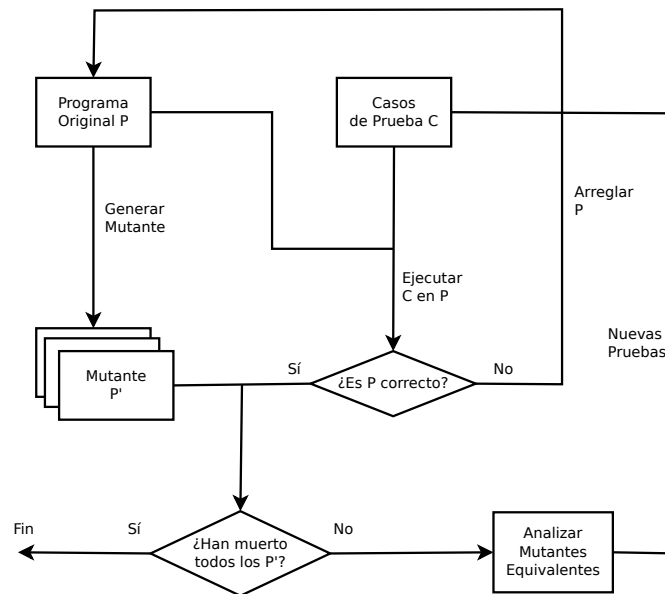 Programa
Original P
Casos
de Prueba C
Generar
Mutante
Arreglar
P
Ejecutar
C en P
Nuevas
Pruebas
Mutante
P'
Sí
¿Es P correcto?
No
Fin
Sí
¿Han muerto
todos los P'?
No
Analizar
Mutantes
Equivalentes